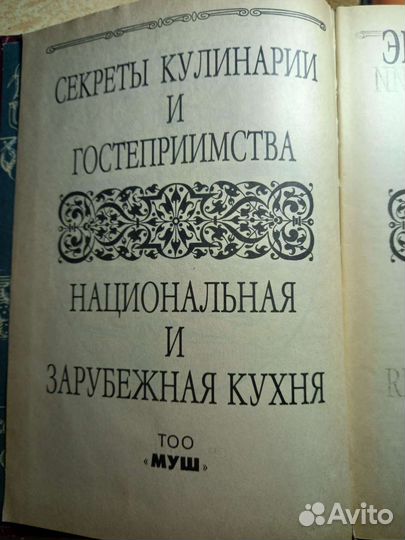 СЕКРЕТЫ КУЛИНАРИИ
И
ГОСТЕПРИИМСТВА
НАЦИОНАЛЬНАЯ
И
ЗАРУБЕЖНАЯ КУХНЯ
ТОО
«МУШ»
Avito